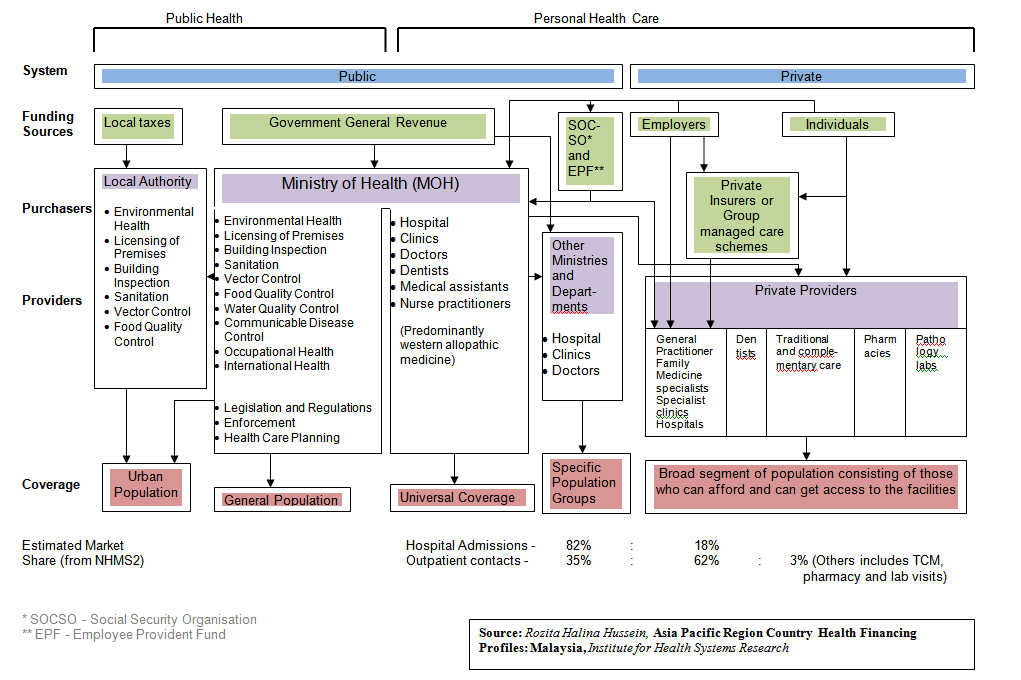 Public Health
Personal Health Care
System
Public
Private
Funding
Sources
Local taxes
Government General Revenue
SOC-
SO*
and
EPF**
Employers
Individuals
Purchasers
Local Authority
Ministry of Health (MOH)
Private
Insurers or
Group
managed care
schemes
Providers
• Environmental
Health
• Licensing of
Premises
• Building
Inspection
• Sanitation
• Vector Control
• Food Quality
Control
• Environmental Health
• Licensing of Premises
• Building Inspection
• Sanitation
• Vector Control
• Food Quality Control
• Water Quality Control
• Communicable Disease
Control
• Occupational Health
• International Health
• Legislation and Regulations
• Enforcement
• Health Care Planning
• Hospital
• Clinics
• Doctors
• Dentists
• Medical assistants
• Nurse practitioners
(Predominantly
western allopathic
medicine)
Other
Ministries
and
Depart-
ments
• Hospital
• Clinics
• Doctors
Private Providers
General
Practitioner
Family
Medicine
specialists
Specialist
clinics
Hospitals
Den
tists
Traditional
and comple-
mentary care
Pharm
acies
Patho
logy
labs
Coverage
Urban
Population
General Population
Universal Coverage
Specific
Population
Groups
Broad segment of population consisting of those
who can afford and can get access to the facilities
Estimated Market
Share (from NHMS2)
Hospital Admissions - 82% : 18%
Outpatient contacts - 35% : 62% : 3% (Others includes TCM,
pharmacy and lab visits)
* SOCSO - Social Security Organisation
** EPF - Employee Provident Fund
Source: Rozita Halina Hussein, Asia Pacific Region Country Health Financing
Profiles: Malaysia, Institute for Health Systems Research